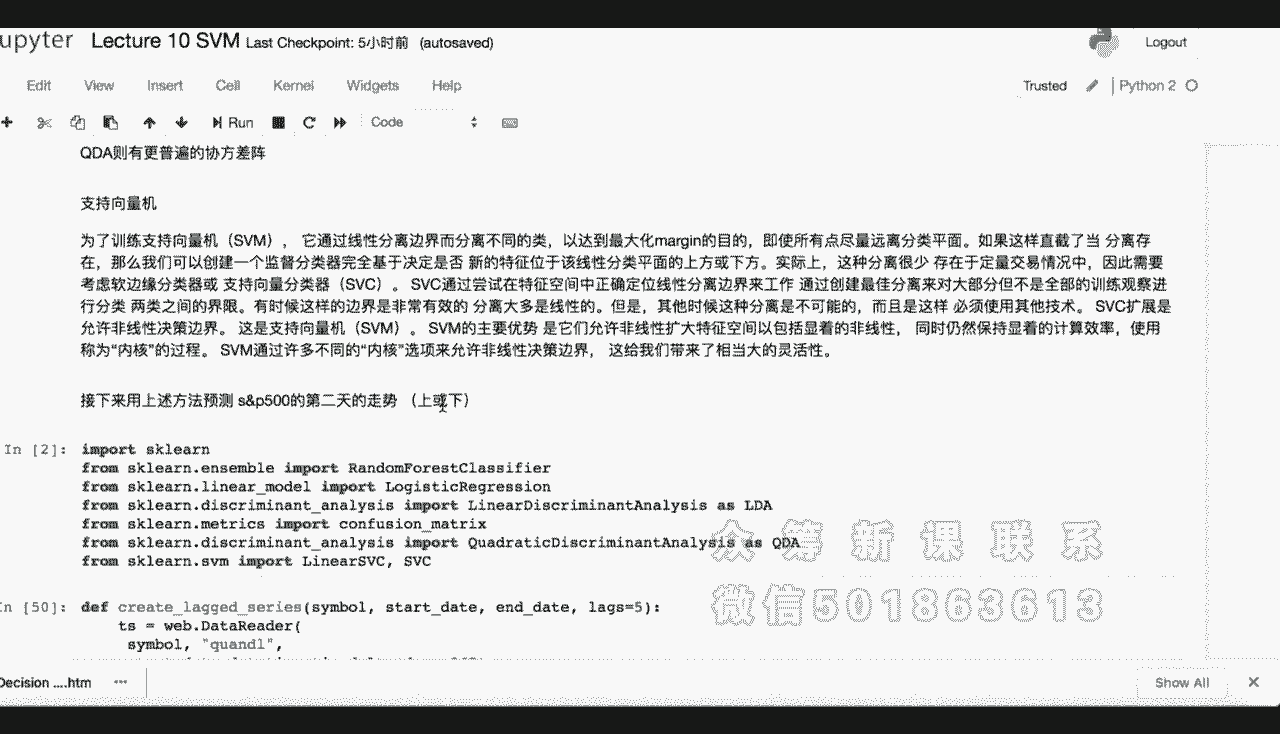 upyter Lecture 10 SVM Last Checkpoint: 5小时前 (autosaved) Logout
Edit View Insert Cell Kernel Widgets Help Trusted Python 2
Run Code
QDA则有更普遍的协方差阵
支持向量机
为了训练支持向量机（SVM）， 它通过线性分离边界而分离不同的类，以达到最大化margin的目的，即使所有点尽量远离分类平面。如果这样直截了当 分离存
在，那么我们可以创建一个监督分类器完全基于决定是否 新的特征位于该线性分类平面的上方或下方。实际上，这种分离很少 存在于定量交易情况中，因此需要
考虑软边缘分类器或 支持向量分类器（SVC）。 SVC通过尝试在特征空间中正确定位线性分离边界来工作 通过创建最佳分离来对大部分但不是全部的训练观察进
行分类 两类之间的界限。有时候这样的边界是非常有效的 分离大多是线性的。但是，其他时候这种分离是不可能的，而且是这样 必须使用其他技术。 SVC扩展是
允许非线性决策边界。 这是支持向量机（SVM）。 SVM的主要优势 是它们允许非线性扩大特征空间以包括显着的非线性， 同时仍然保持显着的计算效率，使用
称为“内核”的过程。 SVM通过许多不同的“内核”选项来允许非线性决策边界， 这给我们带来了相当大的灵活性。
接下来用上述方法预测 s&p500的第二天的走势 （上或下）
In [2]: import sklearn
from sklearn.ensemble import RandomForestClassifier
from sklearn.linear_model import LogisticRegression
from sklearn.discriminant_analysis import LinearDiscriminantAnalysis as LDA
from sklearn.metrics import confusion_matrix
from sklearn.discriminant_analysis import QuadraticDiscriminantAnalysis as QDA
from sklearn.svm import LinearSVC, SVC
众筹新课联系
微信501863613
In [50]: def create_lagged_series(symbol, start_date, end_date, lags=5):
ts = web.DataReader(
symbol, "quandl",
Decision ....htm Show All